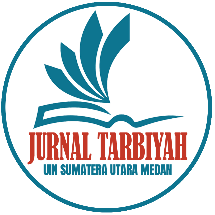 JURNAL TARBIYAH
UIN SUMATERA UTARA MEDAN